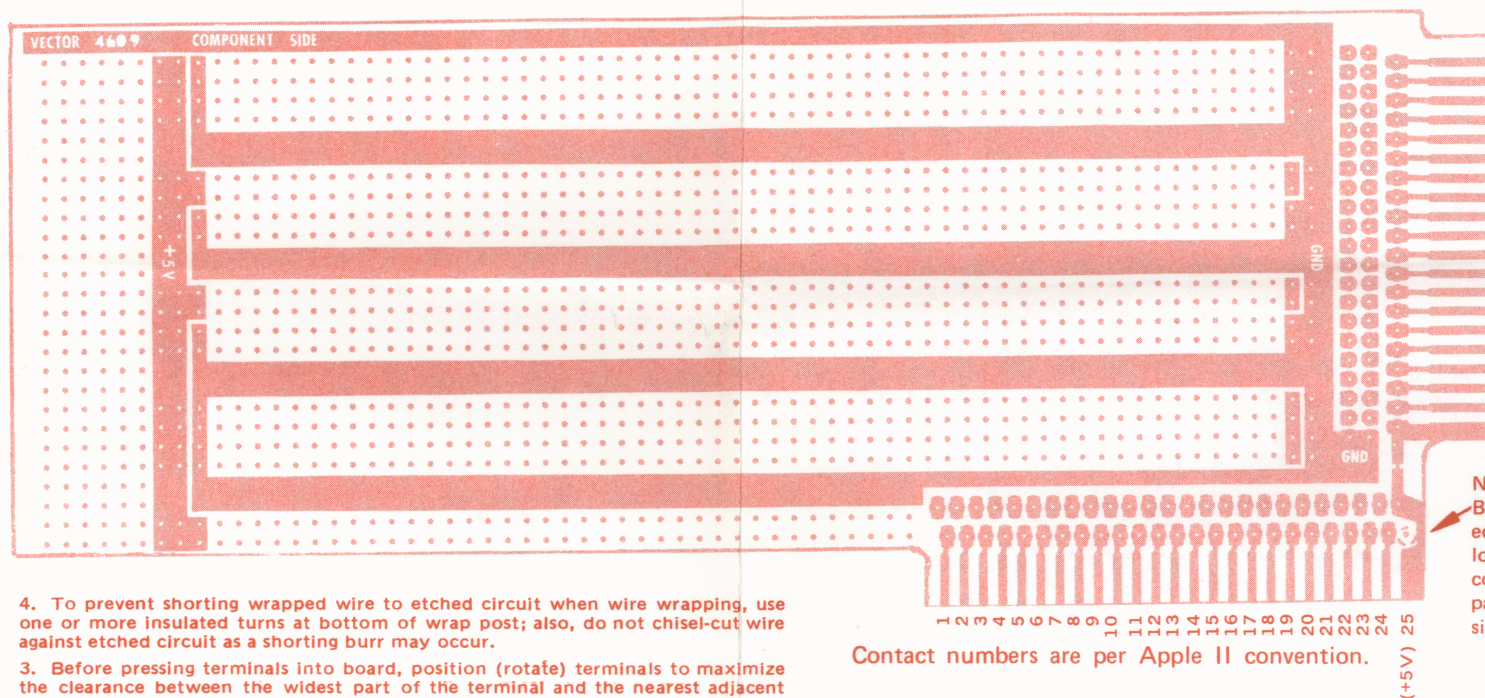 VECTOR 4609 COMPONENT SIDE
+5V
GND
GND
1 2 3 4 5 6 7 8 9 10 11 12 13 14 15 16 17 18 19 20 21 22 23 24 (+5V) 25
Contact numbers are per Apple II convention.
4. To prevent shorting wrapped wire to etched circuit when wire wrapping, use
one or more insulated turns at bottom of wrap post; also, do not chisel-cut wire
against etched circuit as a shorting burr may occur.
3. Before pressing terminals into board, position (rotate) terminals to maximize
the clearance between the widest part of the terminal and the nearest adjacent